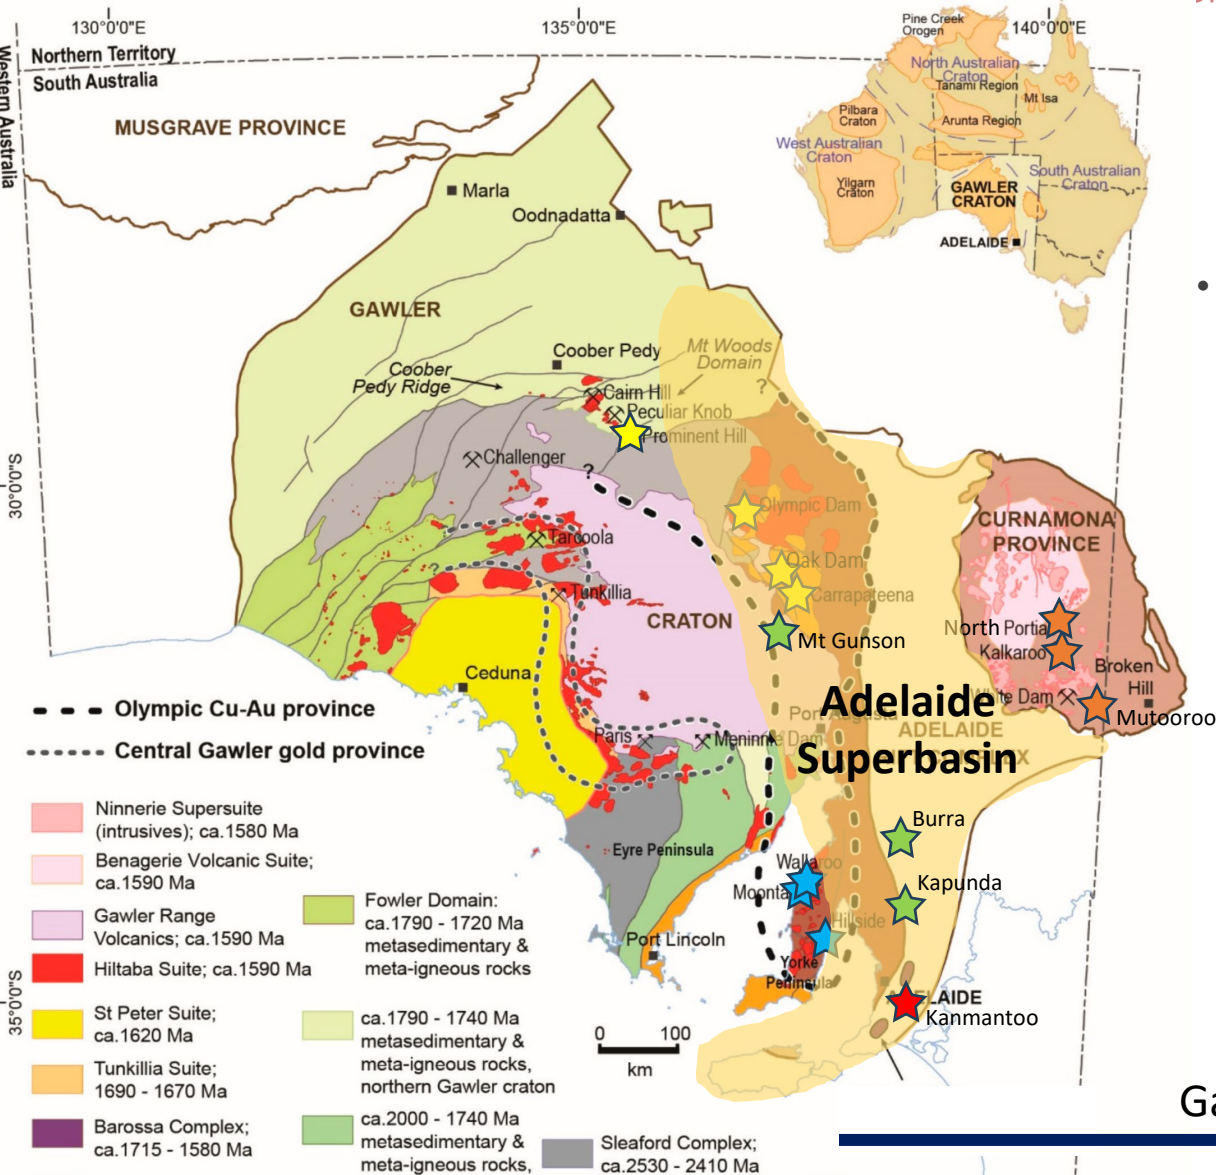 130°0'0"E
135°0'0"E
140°0'0"E
Northern Territory
South Australia
Western Australia
MUSGRAVE PROVINCE
Pine Creek
Orogen
North Australian
Craton
Tanami Region
Mt Isa
Pilbara
Craton
Arunta Region
West Australian
Craton
South Australian
Craton
Yilgarn
Craton
GAWLER
CRATON
ADELAIDE
Marla
Oodnadatta
GAWLER
Coober Pedy
Mt Woods
Domain
Coober
Pedy Ridge
?
Cairn Hill
Peculiar Knob
Prominent Hill
Challenger
?
30°0'0"S
Olympic Dam
CURNAMONA
PROVINCE
Tarcoola
Oak Dam
?
Tunkillia
Carrapateena
CRATON
Mt Gunson
North Portia
Kalkaroo
Broken
Hill
Ceduna
White Dam
Mutooroo
Olympic Cu-Au province
Central Gawler gold province
Adelaide
Superbasin
Port Augusta
ADELAIDE
Paris
Meninnie Dam
Ninnerie Supersuite
(intrusives); ca.1580 Ma
Benagerie Volcanic Suite;
ca.1590 Ma
Gawler Range
Volcanics; ca.1590 Ma
Hiltaba Suite; ca.1590 Ma
St Peter Suite;
ca.1620 Ma
Tunkillia Suite;
1690 - 1670 Ma
Barossa Complex;
ca.1715 - 1580 Ma
Fowler Domain:
ca.1790 - 1720 Ma
metasedimentary &
meta-igneous rocks
ca.1790 - 1740 Ma
metasedimentary &
meta-igneous rocks,
northern Gawler craton
ca.2000 - 1740 Ma
metasedimentary &
meta-igneous rocks,
Sleaford Complex;
ca.2530 - 2410 Ma
Eyre Peninsula
Burra
Wallaroo
Moonta
Kapunda
Hillside
Port Lincoln
Yorke
Peninsula
ADELAIDE
Kanmantoo
35°0'0"S
0 100
km
Ga